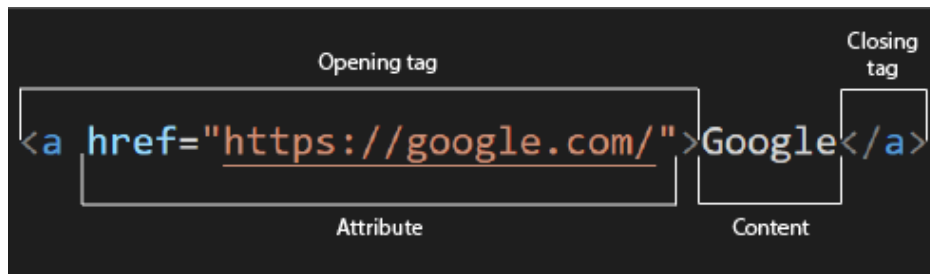 Opening tag
Closing
tag
<a href="https://google.com/">Google</a>
Attribute
Content